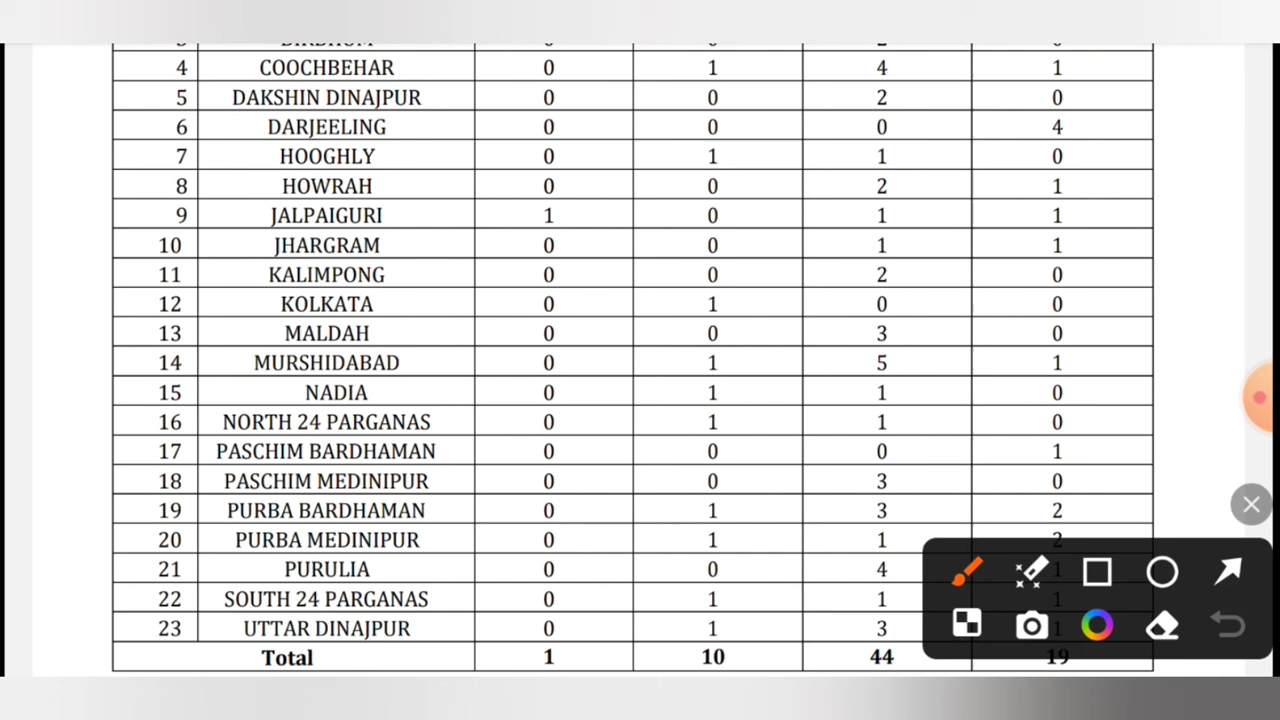 4 COOCHBEHAR 0 1 4 1
5 DAKSHIN DINAJPUR 0 0 2 0
6 DARJEELING 0 0 0 4
7 HOOGHLY 0 1 1 0
8 HOWRAH 0 0 2 1
9 JALPAIGURI 1 0 1 1
10 JHARGRAM 0 0 1 1
11 KALIMPONG 0 0 2 0
12 KOLKATA 0 1 0 0
13 MALDAH 0 0 3 0
14 MURSHIDABAD 0 1 5 1
15 NADIA 0 1 1 0
16 NORTH 24 PARGANAS 0 1 1 0
17 PASCHIM BARDHAMAN 0 0 0 1
18 PASCHIM MEDINIPUR 0 0 3 0
19 PURBA BARDHAMAN 0 1 3 2
20 PURBA MEDINIPUR 0 1 1 2
21 PURULIA 0 0 4 1
22 SOUTH 24 PARGANAS 0 1 1 1
23 UTTAR DINAJPUR 0 1 3 1
Total 1 10 44 19